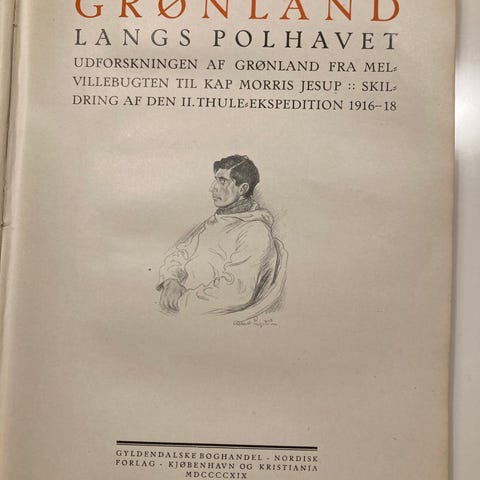 GRØNLAND
LANGS POLHAVET
UDFORSKNINGEN AF GRØNLAND FRA MEL=
VILLEBUGTEN TIL KAP MORRIS JESUP :: SKIL=
DRING AF DEN II. THULE=EKSPEDITION 1916–18
GYLDENDALSKE BOGHANDEL - NORDISK
FORLAG - KJØBENHAVN OG KRISTIANIA
MDCCCCXIX